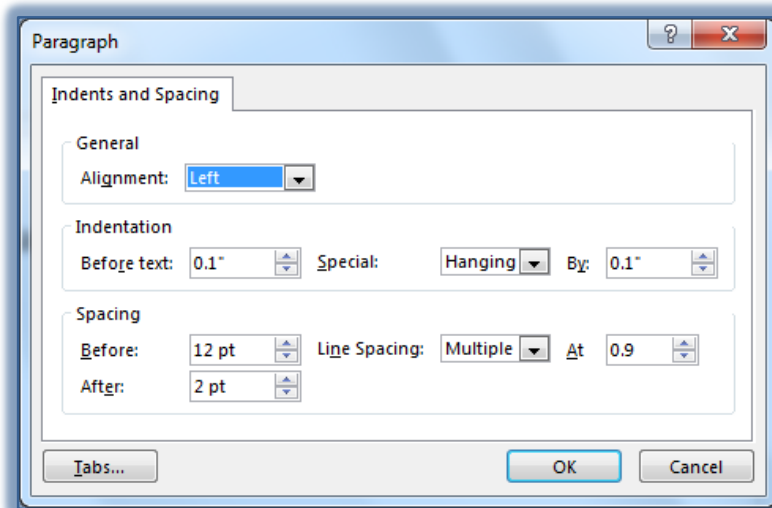 Paragraph
Indents and Spacing
General
Alignment: Left
Indentation
Before text: 0.1" Special: Hanging By: 0.1"
Spacing
Before: 12 pt Line Spacing: Multiple At 0.9
After: 2 pt
Tabs... OK Cancel